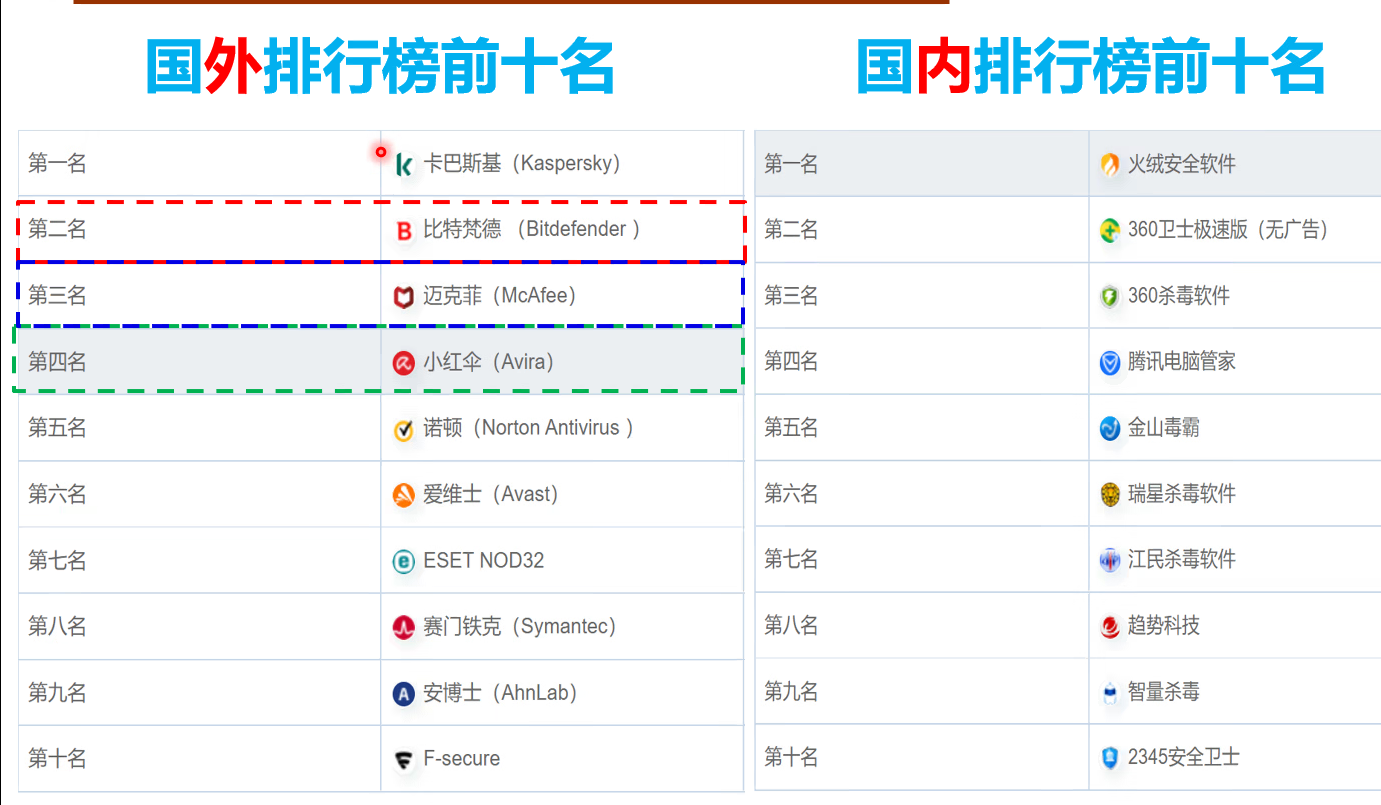 国外排行榜前十名
第一名 卡巴斯基（Kaspersky）
第二名 比特梵德 （Bitdefender ）
第三名 迈克菲（McAfee）
第四名 小红伞（Avira）
第五名 诺顿（Norton Antivirus ）
第六名 爱维士（Avast）
第七名 ESET NOD32
第八名 赛门铁克（Symantec）
第九名 安博士（AhnLab）
第十名 F-secure
国内排行榜前十名
第一名 火绒安全软件
第二名 360卫士极速版（无广告）
第三名 360杀毒软件
第四名 腾讯电脑管家
第五名 金山毒霸
第六名 瑞星杀毒软件
第七名 江民杀毒软件
第八名 趋势科技
第九名 智量杀毒
第十名 2345安全卫士